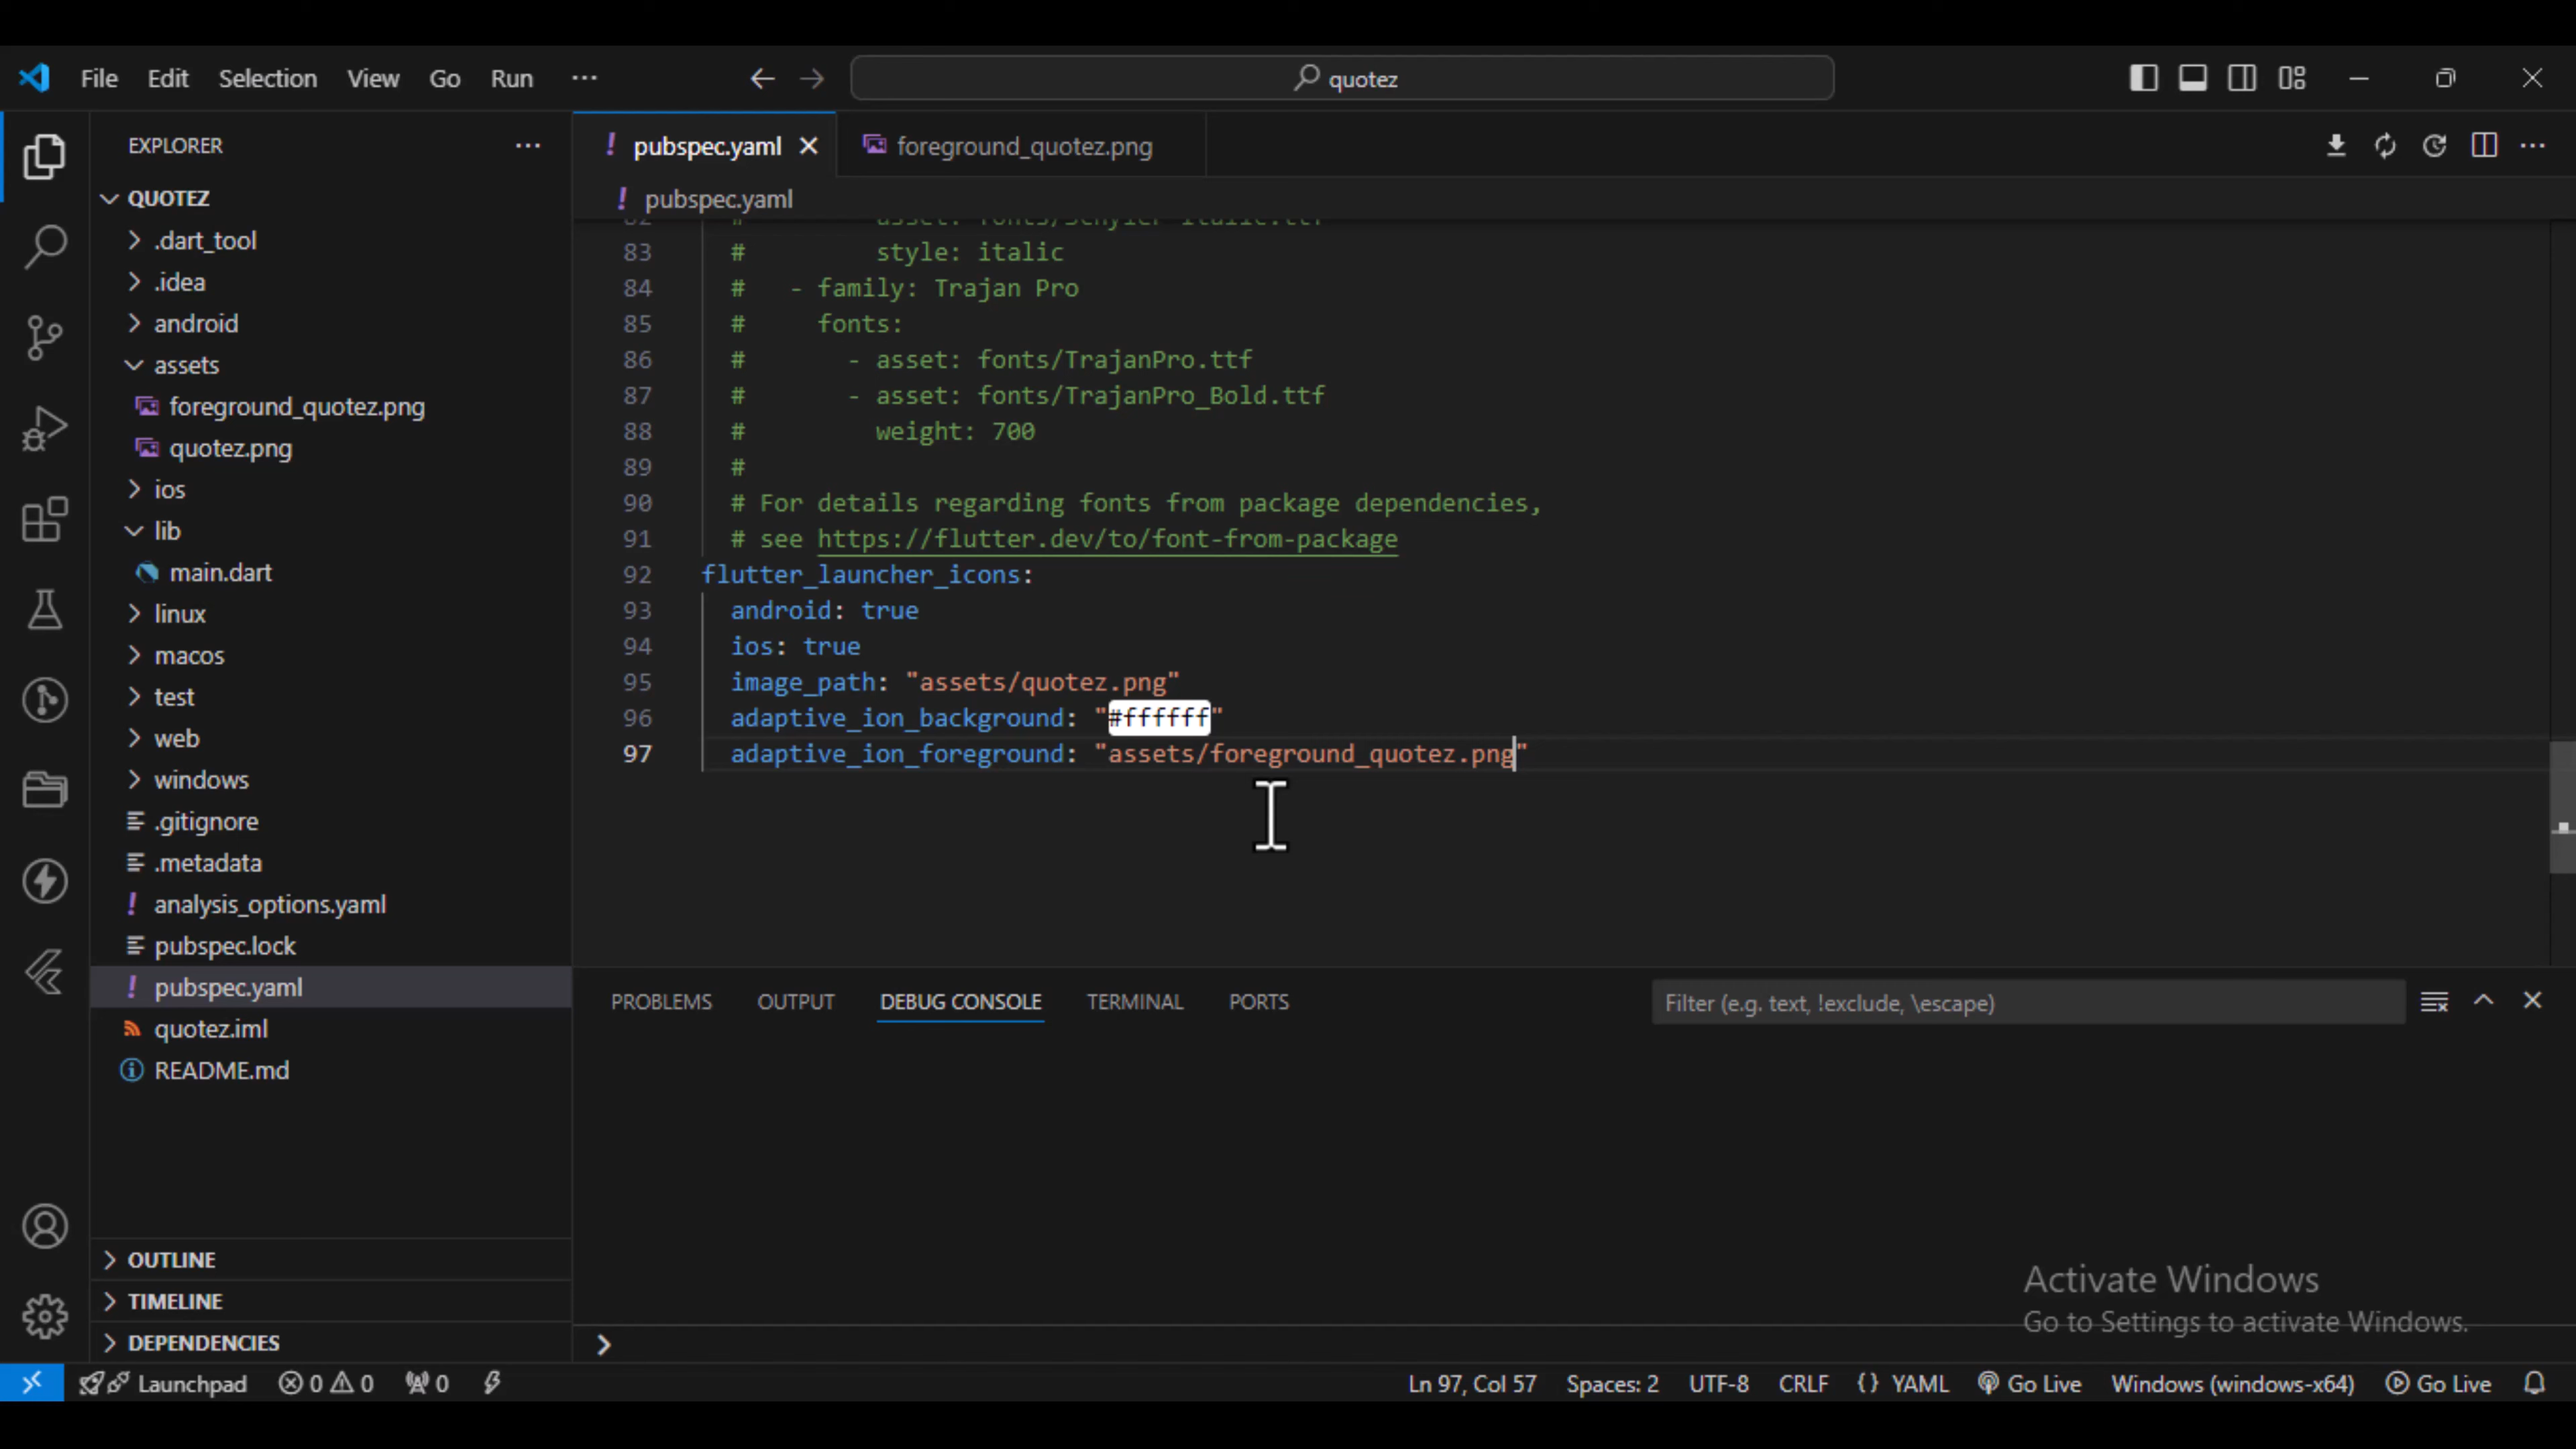 File Edit Selection View Go Run ··· quotez
EXPLORER ···
QUOTEZ
.dart_tool
.idea
android
assets
foreground_quotez.png
quotez.png
ios
lib
main.dart
linux
macos
test
web
windows
.gitignore
.metadata
analysis_options.yaml
pubspec.lock
pubspec.yaml
quotez.iml
README.md
OUTLINE
TIMELINE
DEPENDENCIES
pubspec.yaml foreground_quotez.png
pubspec.yaml
83 # style: italic
84 # - family: Trajan Pro
85 # fonts:
86 # - asset: fonts/TrajanPro.ttf
87 # - asset: fonts/TrajanPro_Bold.ttf
88 # weight: 700
89 #
90 # For details regarding fonts from package dependencies,
91 # see https://flutter.dev/to/font-from-package
92 flutter_launcher_icons:
93 android: true
94 ios: true
95 image_path: "assets/quotez.png"
96 adaptive_ion_background: "#ffffff"
97 adaptive_ion_foreground: "assets/foreground_quotez.png"
PROBLEMS OUTPUT DEBUG CONSOLE TERMINAL PORTS Filter (e.g. text, !exclude, \escape)
Activate Windows
Go to Settings to activate Windows.
Launchpad 0 0 0 Ln 97, Col 57 Spaces: 2 UTF-8 CRLF {} YAML Go Live Windows (windows-x64) Go Live